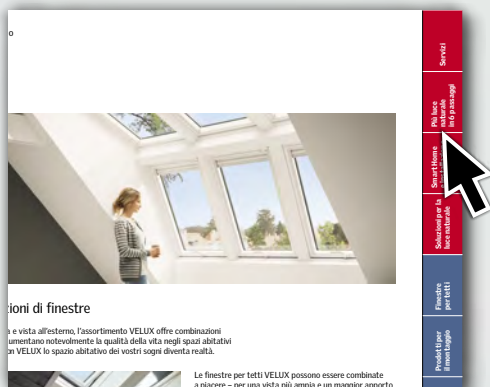 o
Servizi
Più luce
naturale
in 6 passaggi
Smart Home
Soluzioni per la
luce naturale
Finestre
per tetti
Prodotti per
il montaggio
zioni di finestre
a e vista all'esterno, l'assortimento VELUX offre combinazioni
aumentano notevolmente la qualità della vita negli spazi abitativi
on VELUX lo spazio abitativo dei vostri sogni diventa realtà.
Le finestre per tetti VELUX possono essere combinate
a piacere – per una vista più ampia e un maggior apporto